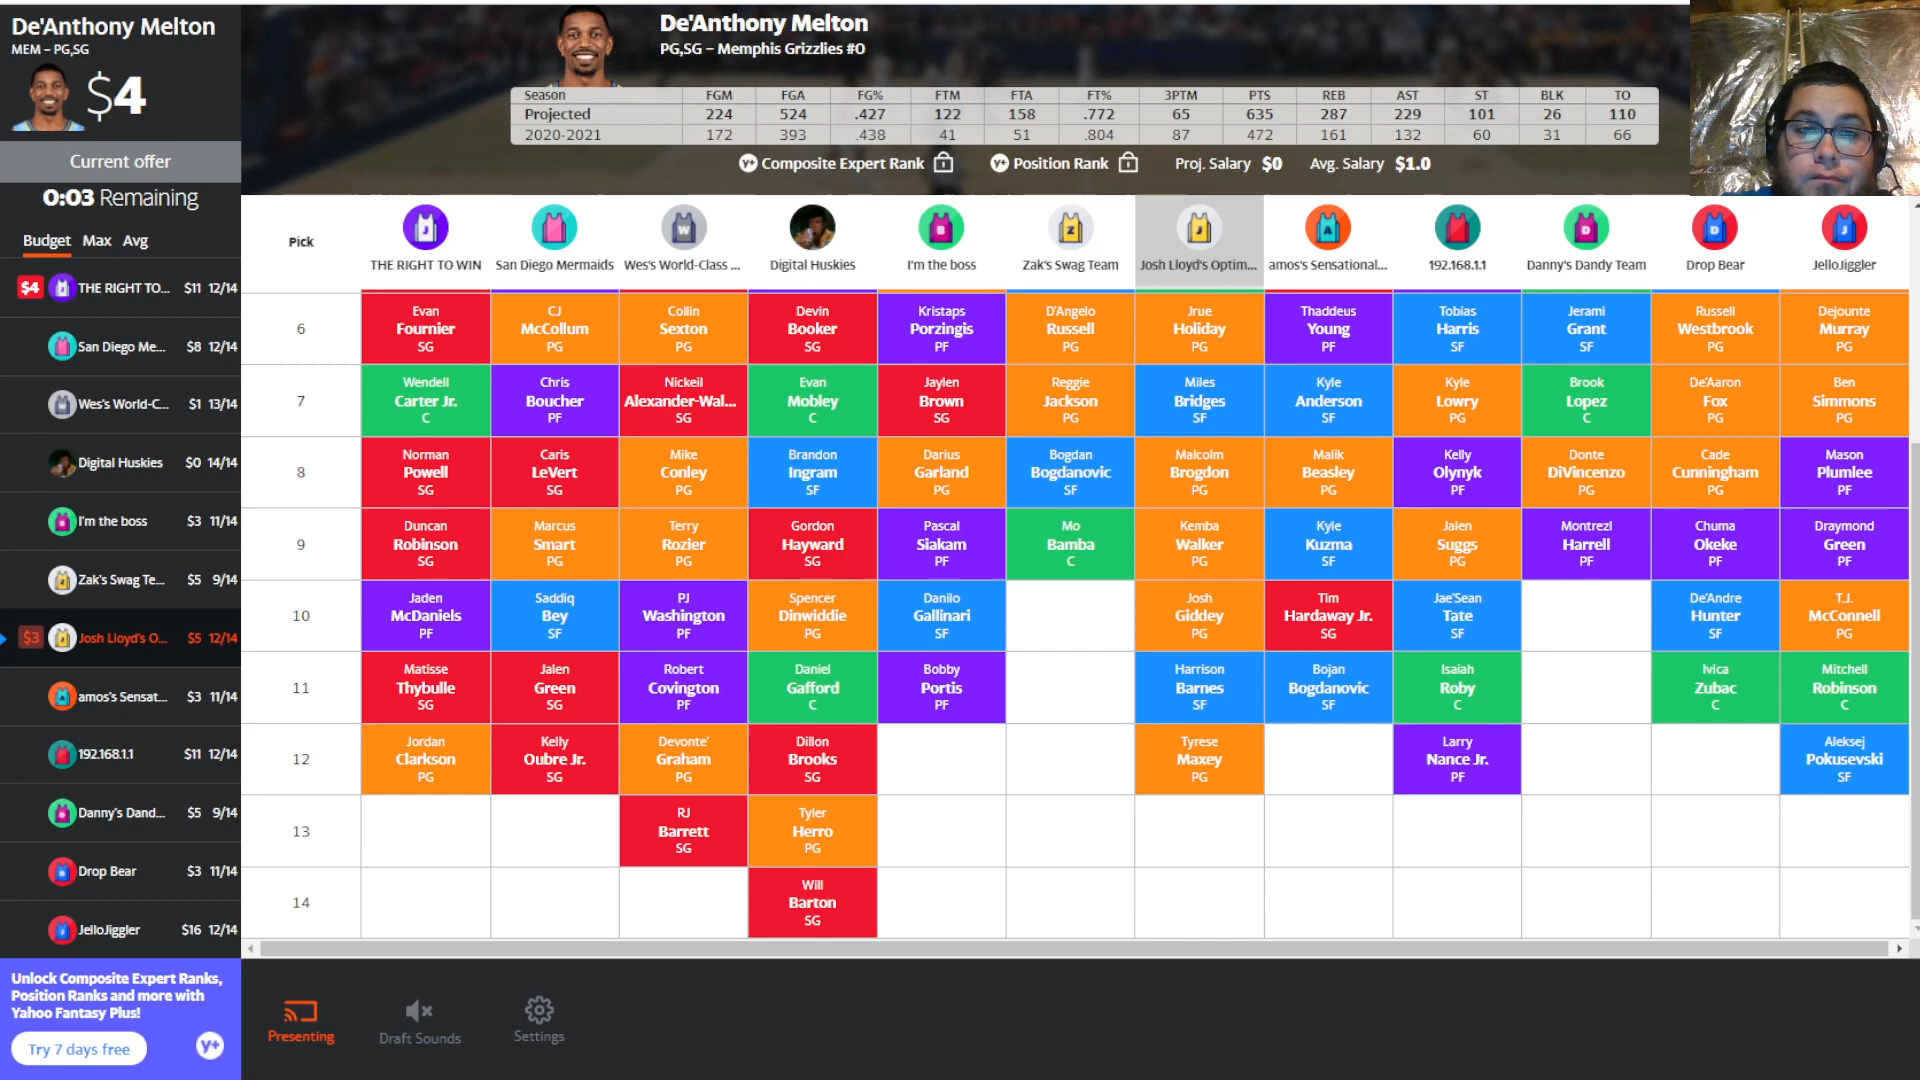 De'Anthony Melton
MEM – PG,SG
$4
Current offer
0:03 Remaining
Budget Max Avg
$4 THE RIGHT TO... $11 12/14
San Diego Me... $8 12/14
Wes's World-C... $1 13/14
Digital Huskies $0 14/14
I'm the boss $3 11/14
Zak's Swag Te... $5 9/14
$3 Josh Lloyd's O... $5 12/14
amos's Sensat... $3 11/14
192.168.1.1 $11 12/14
Danny's Dand... $5 9/14
Drop Bear $3 11/14
JelloJiggler $16 12/14
Unlock Composite Expert Ranks,
Position Ranks and more with
Yahoo Fantasy Plus!
Try 7 days free y+
De'Anthony Melton
PG,SG – Memphis Grizzlies #0
Season FGM FGA FG% FTM FTA FT% 3PTM PTS REB AST ST BLK TO
Projected 224 524 .427 122 158 .772 65 635 287 229 101 26 110
2020-2021 172 393 .438 41 51 .804 87 472 161 132 60 31 66
y+ Composite Expert Rank y+ Position Rank Proj. Salary $0 Avg. Salary $1.0
J W B Z J A D D J
Pick THE RIGHT TO WIN San Diego Mermaids Wes's World-Class ... Digital Huskies I'm the boss Zak's Swag Team Josh Lloyd's Optim... amos's Sensational... 192.168.1.1 Danny's Dandy Team Drop Bear JelloJiggler
Evan CJ Collin Devin Kristaps D'Angelo Jrue Thaddeus Tobias Jerami Russell Dejounte
6 Fournier McCollum Sexton Booker Porzingis Russell Holiday Young Harris Grant Westbrook Murray
SG PG PG SG PF PG PG PF SF SF PG PG
Wendell Chris Nickeil Evan Jaylen Reggie Miles Kyle Kyle Brook De'Aaron Ben
7 Carter Jr. Boucher Alexander-Wal... Mobley Brown Jackson Bridges Anderson Lowry Lopez Fox Simmons
C PF SG C SG PG SF SF PG C PG PG
Norman Caris Mike Brandon Darius Bogdan Malcolm Malik Kelly Donte Cade Mason
8 Powell LeVert Conley Ingram Garland Bogdanovic Brogdon Beasley Olynyk DiVincenzo Cunningham Plumlee
SG SG PG SF PG SF PG PG PF PG PG PF
Duncan Marcus Terry Gordon Pascal Mo Kemba Kyle Jalen Montrezl Chuma Draymond
9 Robinson Smart Rozier Hayward Siakam Bamba Walker Kuzma Suggs Harrell Okeke Green
SG PG PG SG PF C PG SF PG PF PF PF
Jaden Saddiq PJ Spencer Danilo Josh Tim Jae'Sean De'Andre T.J.
10 McDaniels Bey Washington Dinwiddie Gallinari Giddey Hardaway Jr. Tate Hunter McConnell
PF SF PF PG SF PG SG SF SF PG
Matisse Jalen Robert Daniel Bobby Harrison Bojan Isaiah Ivica Mitchell
11 Thybulle Green Covington Gafford Portis Barnes Bogdanovic Roby Zubac Robinson
SG SG PF C PF SF SF C C C
Jordan Kelly Devonte' Dillon Tyrese Larry Aleksej
12 Clarkson Oubre Jr. Graham Brooks Maxey Nance Jr. Pokusevski
PG SG PG SG PG PF SF
RJ Tyler
13 Barrett Herro
SG PG
Will
14 Barton
SG
Presenting Draft Sounds Settings